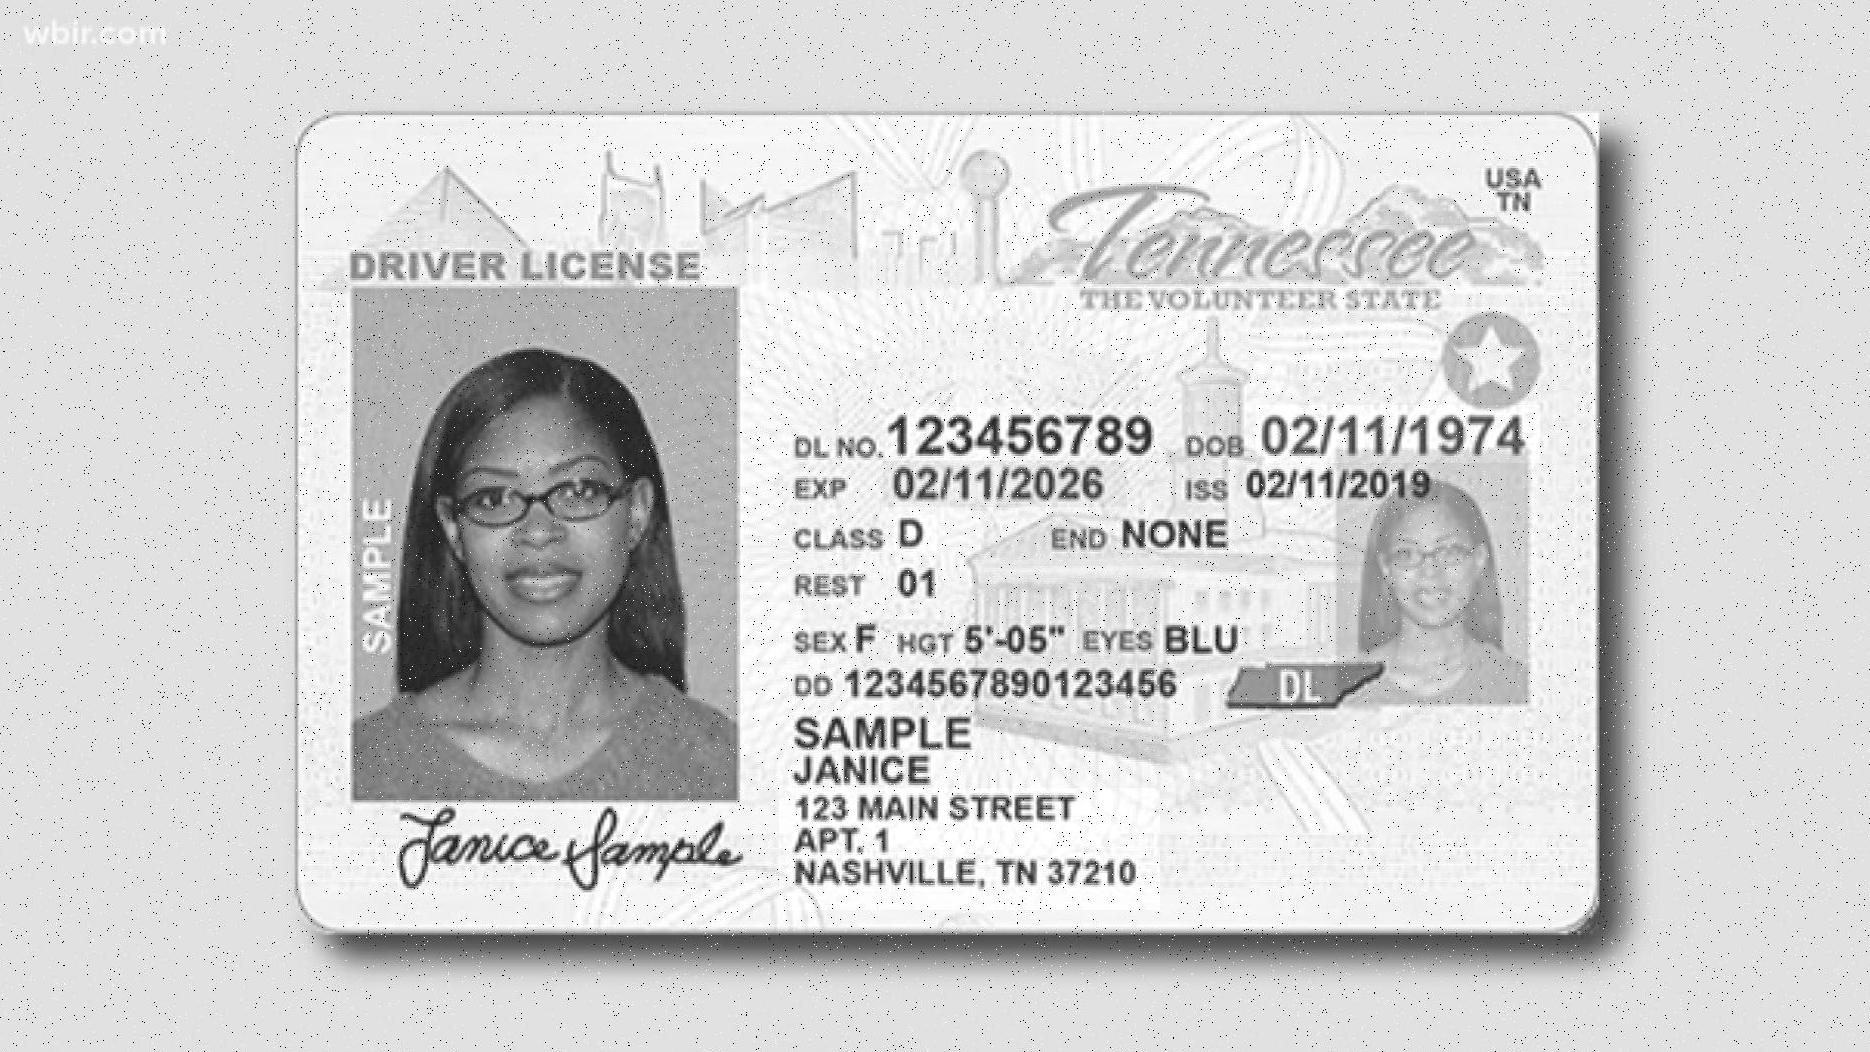 wbir.com
USA
TN
Tennessee
THE VOLUNTEER STATE
DRIVER LICENSE
SAMPLE
DL NO. 123456789 DOB 02/11/1974
EXP 02/11/2026 ISS 02/11/2019
CLASS D END NONE
REST 01
SEX F HGT 5'-05" EYES BLU
DD 1234567890123456 DL
SAMPLE
JANICE
123 MAIN STREET
APT. 1
NASHVILLE, TN 37210
Janice Sample